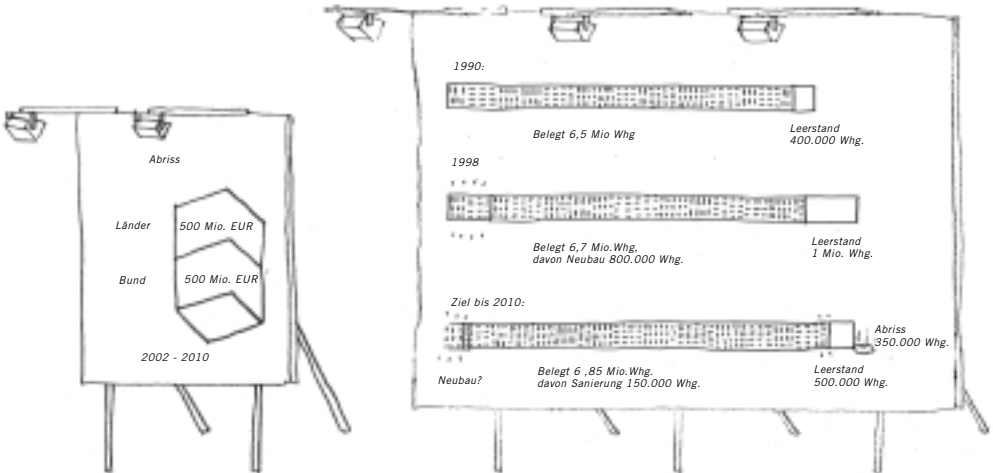 Abriss
Länder
500 Mio. EUR
Bund
500 Mio. EUR
2002 - 2010
1990:
Belegt 6,5 Mio Whg
Leerstand
400.000 Whg.
1998
Belegt 6,7 Mio.Whg,
davon Neubau 800.000 Whg.
Leerstand
1 Mio. Whg.
Ziel bis 2010:
Abriss
350.000 Whg.
Neubau?
Belegt 6 ,85 Mio.Whg.
davon Sanierung 150.000 Whg.
Leerstand
500.000 Whg.